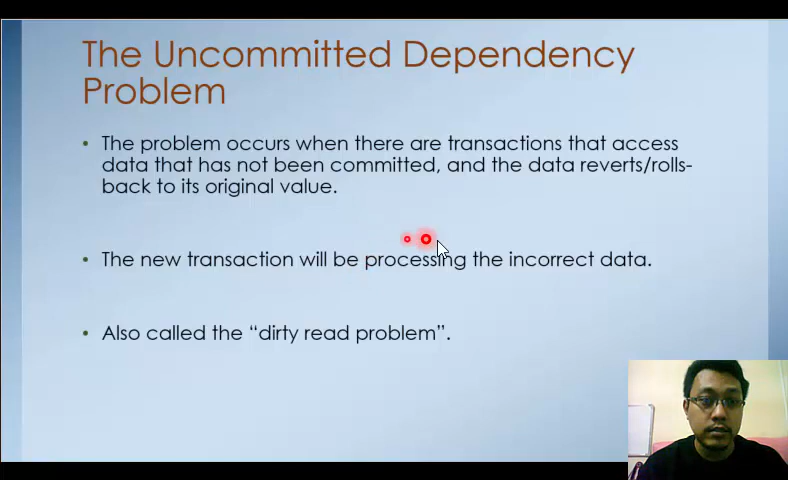 The Uncommitted Dependency
Problem
• The problem occurs when there are transactions that access
data that has not been committed, and the data reverts/rolls-
back to its original value.
• The new transaction will be processing the incorrect data.
• Also called the “dirty read problem”.